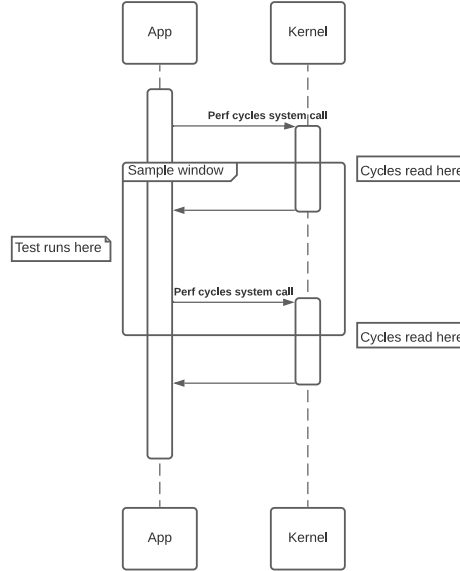 App
Kernel
Perf cycles system call
Sample window
Cycles read here
Test runs here
Perf cycles system call
Cycles read here
App
Kernel